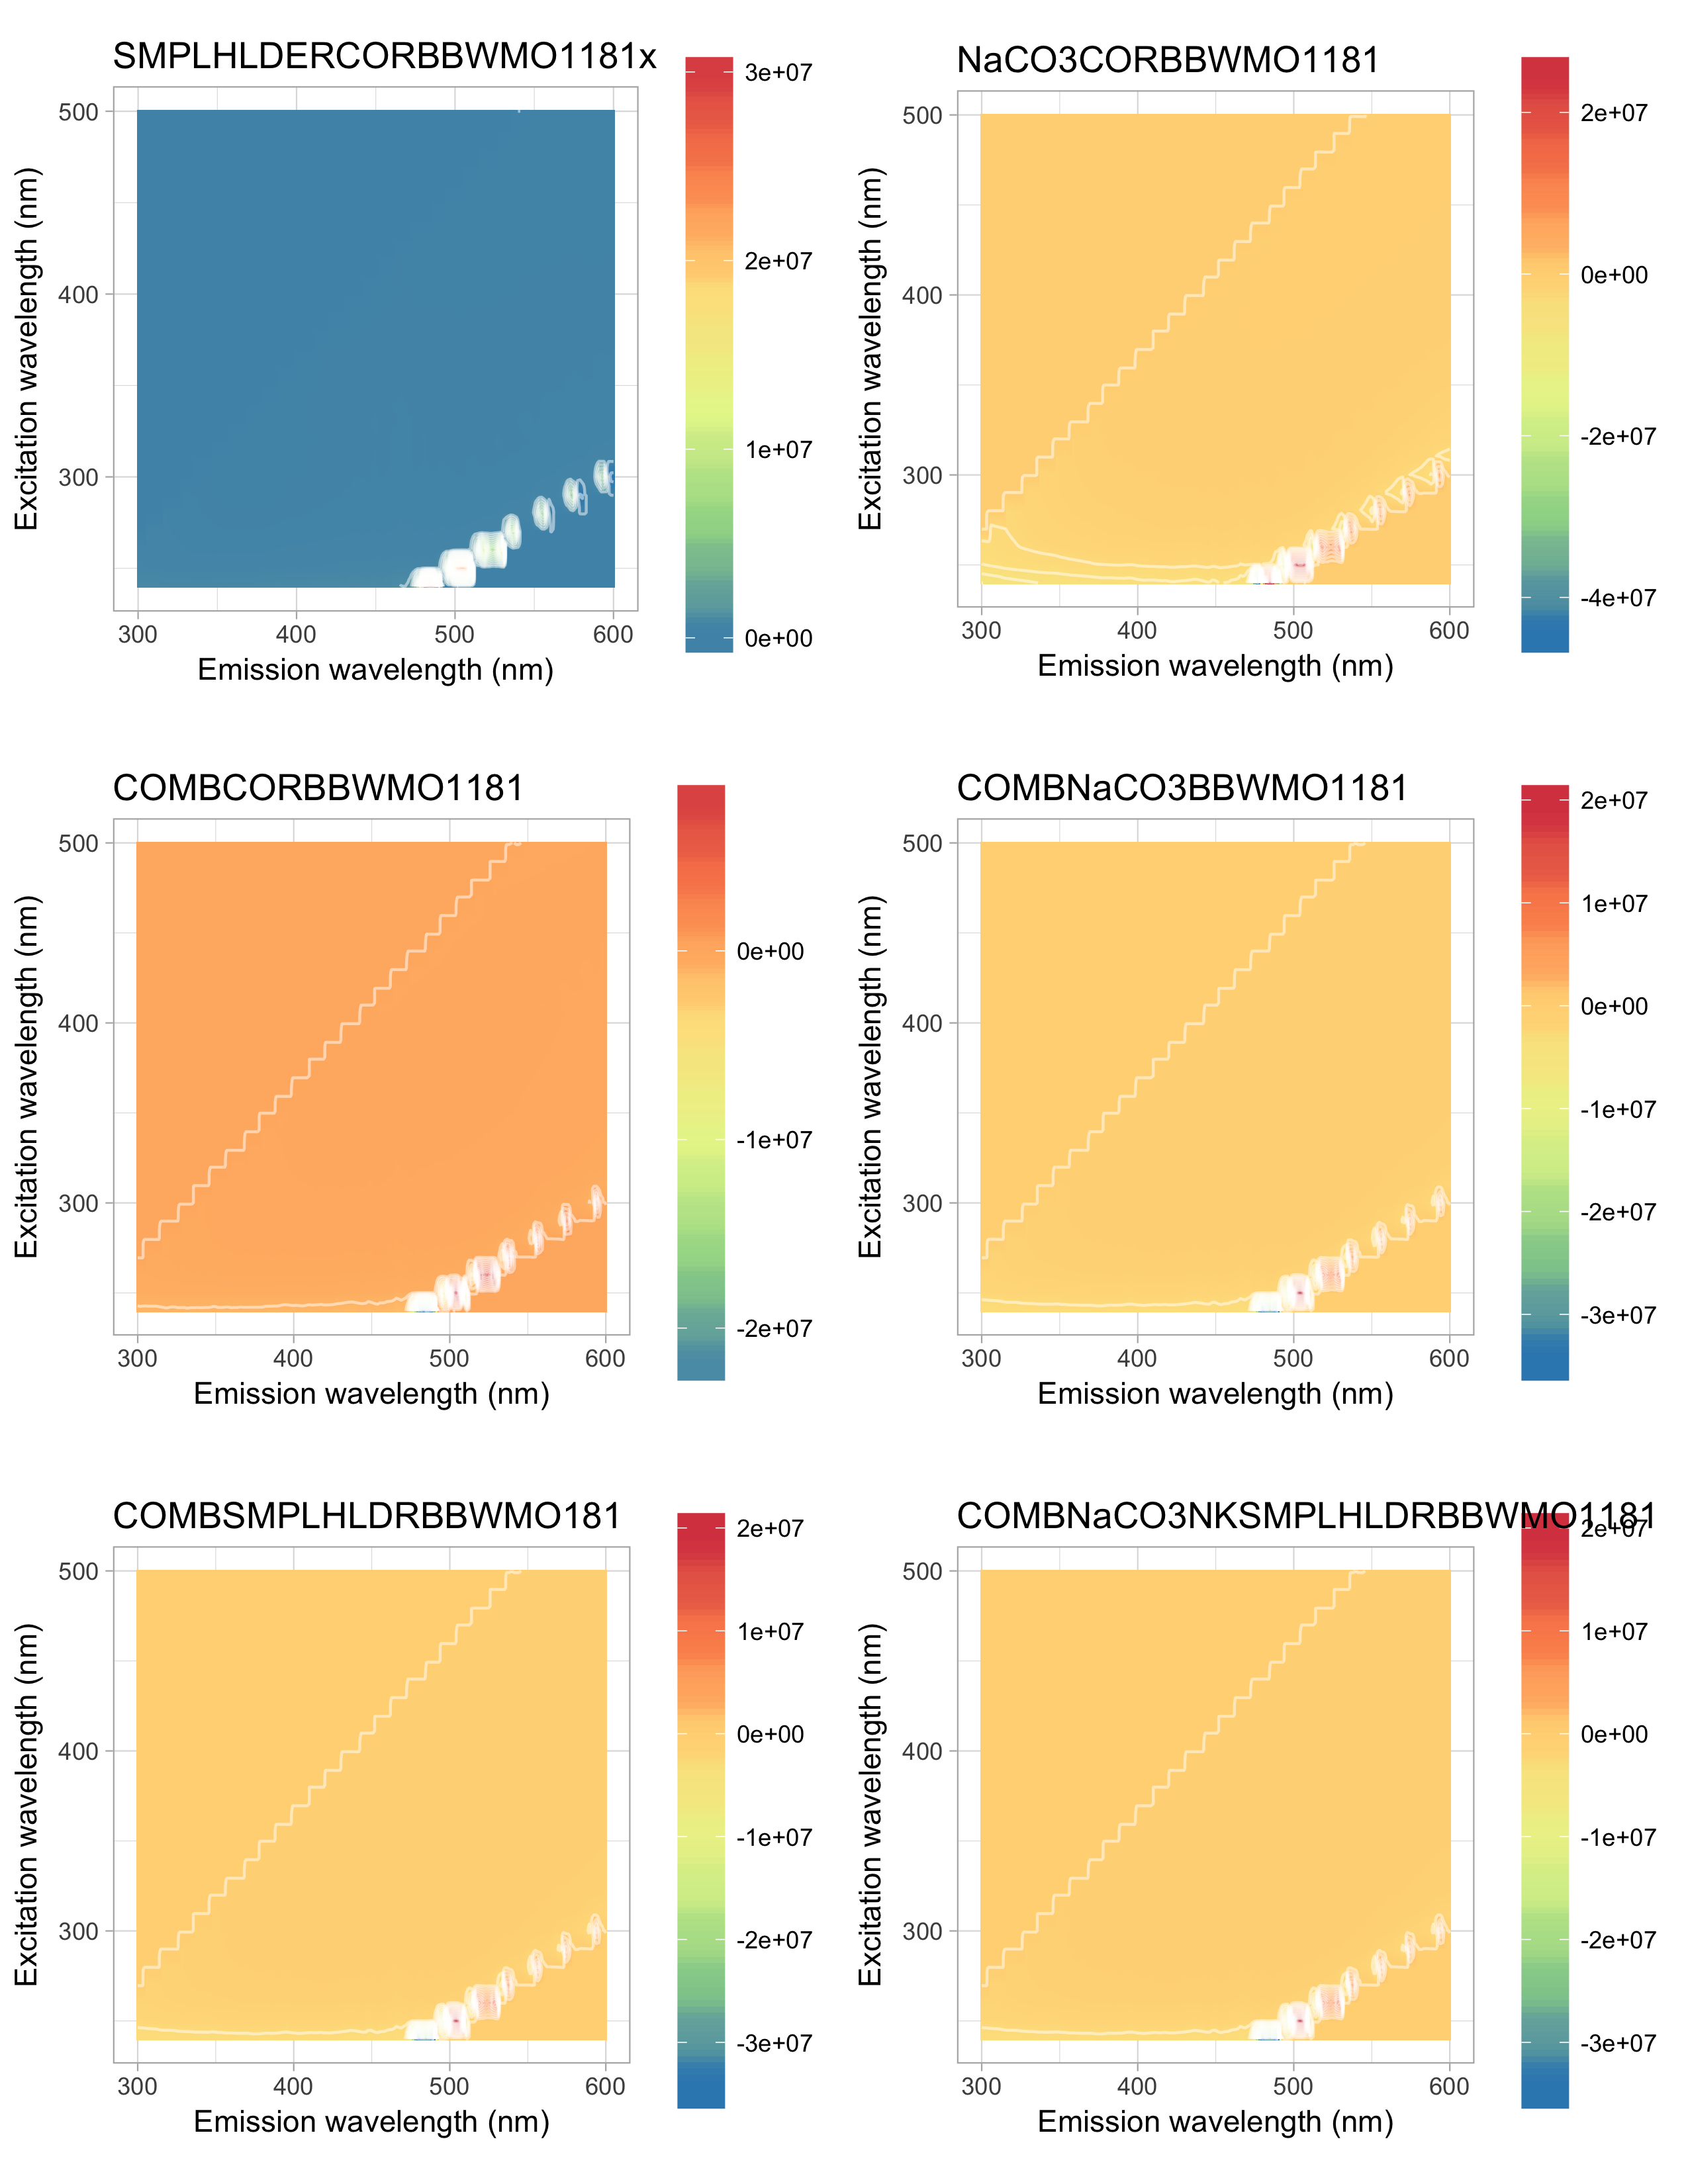 SMPLHLDERCORBBWMO1181x
Excitation wavelength (nm)
500
400
300
300 400 500 600
Emission wavelength (nm)
3e+07
2e+07
1e+07
0e+00
NaCO3CORBBWMO1181
Excitation wavelength (nm)
500
400
300
300 400 500 600
Emission wavelength (nm)
2e+07
0e+00
-2e+07
-4e+07
COMBCORBBWMO1181
Excitation wavelength (nm)
500
400
300
300 400 500 600
Emission wavelength (nm)
0e+00
-1e+07
-2e+07
COMBNaCO3BBWMO1181
Excitation wavelength (nm)
500
400
300
300 400 500 600
Emission wavelength (nm)
2e+07
1e+07
0e+00
-1e+07
-2e+07
-3e+07
COMBSMPLHLDRBBWMO181
Excitation wavelength (nm)
500
400
300
300 400 500 600
Emission wavelength (nm)
2e+07
1e+07
0e+00
-1e+07
-2e+07
-3e+07
COMBNaCO3NKSMPLHLDRBBWMO1181
Excitation wavelength (nm)
500
400
300
300 400 500 600
Emission wavelength (nm)
2e+07
1e+07
0e+00
-1e+07
-2e+07
-3e+07